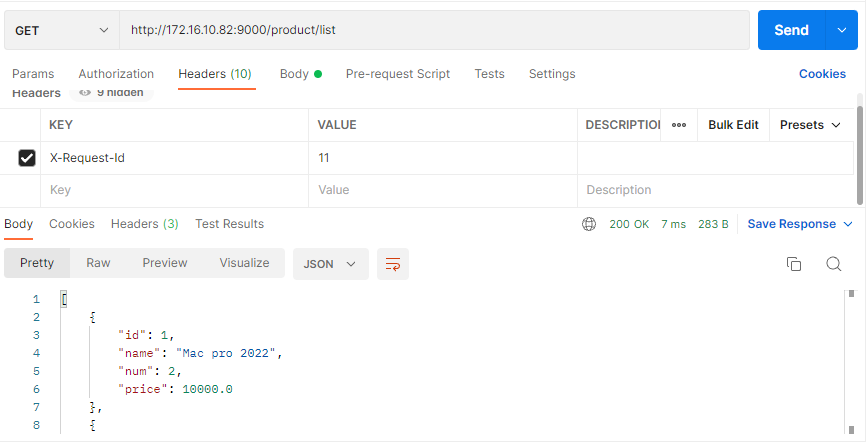 GET http://172.16.10.82:9000/product/list Send
Params Authorization Headers (10) Body Pre-request Script Tests Settings Cookies
Headers 9 hidden
KEY VALUE DESCRIPTION ooo Bulk Edit Presets
X-Request-Id 11
Key Value Description
Body Cookies Headers (3) Test Results 200 OK 7 ms 283 B Save Response
Pretty Raw Preview Visualize JSON
1 [
2 {
3 "id": 1,
4 "name": "Mac pro 2022",
5 "num": 2,
6 "price": 10000.0
7 },
8 {